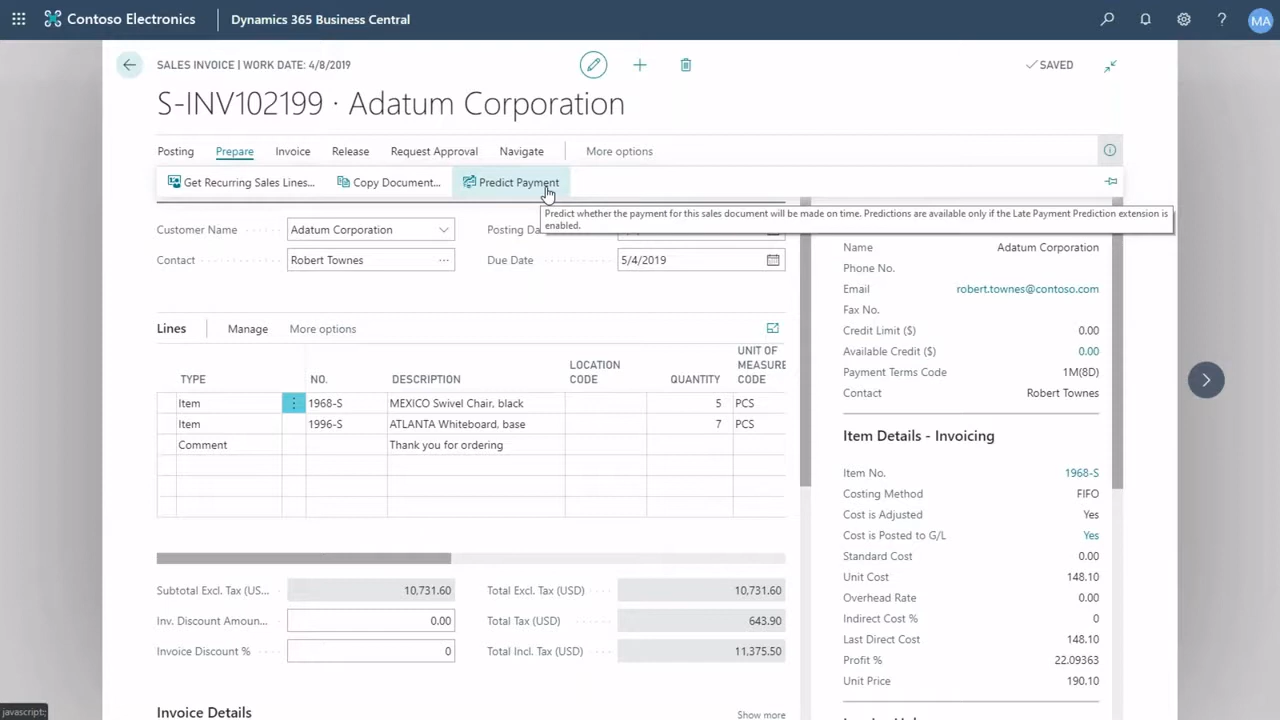 Contoso Electronics
Dynamics 365 Business Central
MA
SALES INVOICE | WORK DATE: 4/8/2019
SAVED
S-INV102199 · Adatum Corporation
Posting
Prepare
Invoice
Release
Request Approval
Navigate
More options
Get Recurring Sales Lines...
Copy Document...
Predict Payment
Predict whether the payment for this sales document will be made on time. Predictions are available only if the Late Payment Prediction extension is
enabled.
Customer Name
Adatum Corporation
Posting Da
Contact
Robert Townes
Due Date
5/4/2019
Lines
Manage
More options
TYPE
NO.
DESCRIPTION
LOCATION
CODE
QUANTITY
UNIT OF
MEASURE
CODE
Item 1968-S MEXICO Swivel Chair, black 5 PCS
Item 1996-S ATLANTA Whiteboard, base 7 PCS
Comment Thank you for ordering
Subtotal Excl. Tax (US... 10,731.60
Total Excl. Tax (USD) 10,731.60
Inv. Discount Amoun... 0.00
Total Tax (USD) 643.90
Invoice Discount % 0
Total Incl. Tax (USD) 11,375.50
Invoice Details
Show more
Name Adatum Corporation
Phone No.
Email robert.townes@contoso.com
Fax No.
Credit Limit ($) 0.00
Available Credit ($) 0.00
Payment Terms Code 1M(8D)
Contact Robert Townes
Item Details - Invoicing
Item No. 1968-S
Costing Method FIFO
Cost is Adjusted Yes
Cost is Posted to G/L Yes
Standard Cost 0.00
Unit Cost 148.10
Overhead Rate 0.00
Indirect Cost % 0
Last Direct Cost 148.10
Profit % 22.09363
Unit Price 190.10
javascript:;